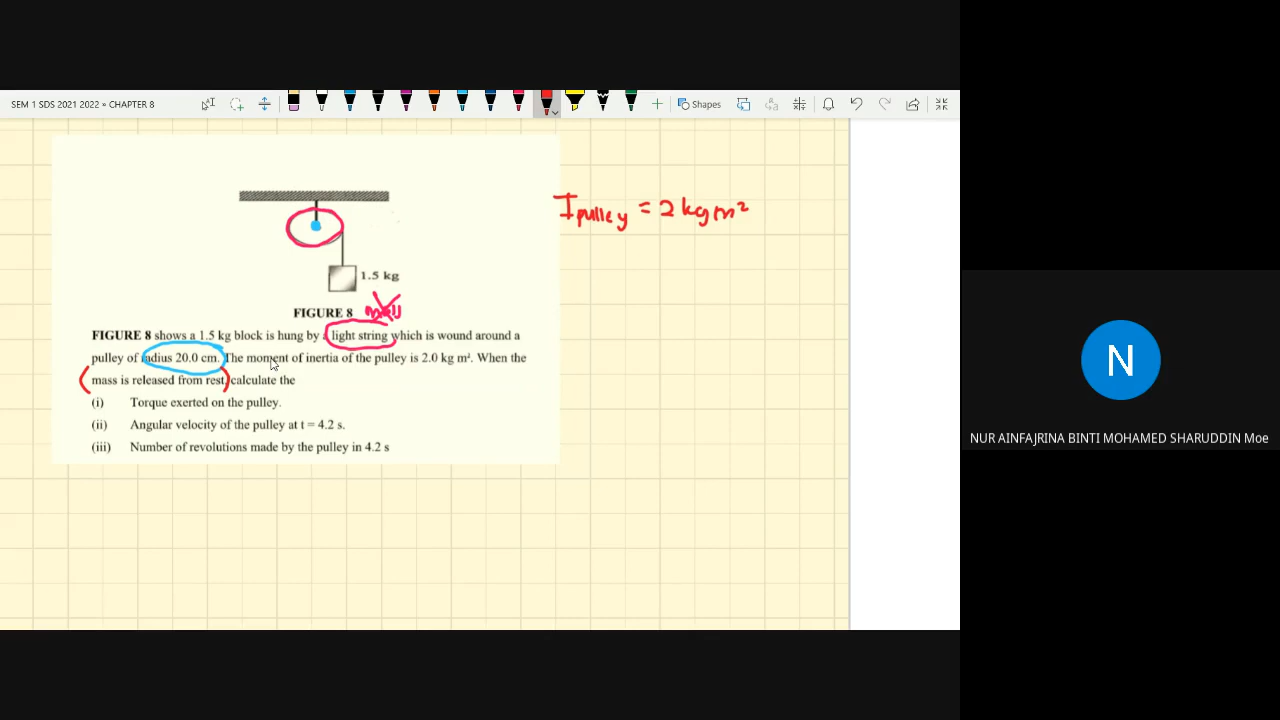 SEM 1 SDS 2021 2022 » CHAPTER 8
Shapes
I pulley = 2 kg m²
1.5 kg
FIGURE 8
FIGURE 8 shows a 1.5 kg block is hung by a light string which is wound around a
pulley of radius 20.0 cm. The moment of inertia of the pulley is 2.0 kg m². When the
mass is released from rest, calculate the
(i) Torque exerted on the pulley.
(ii) Angular velocity of the pulley at t = 4.2 s.
(iii) Number of revolutions made by the pulley in 4.2 s
N
NUR AINFAJRINA BINTI MOHAMED SHARUDDIN Moe